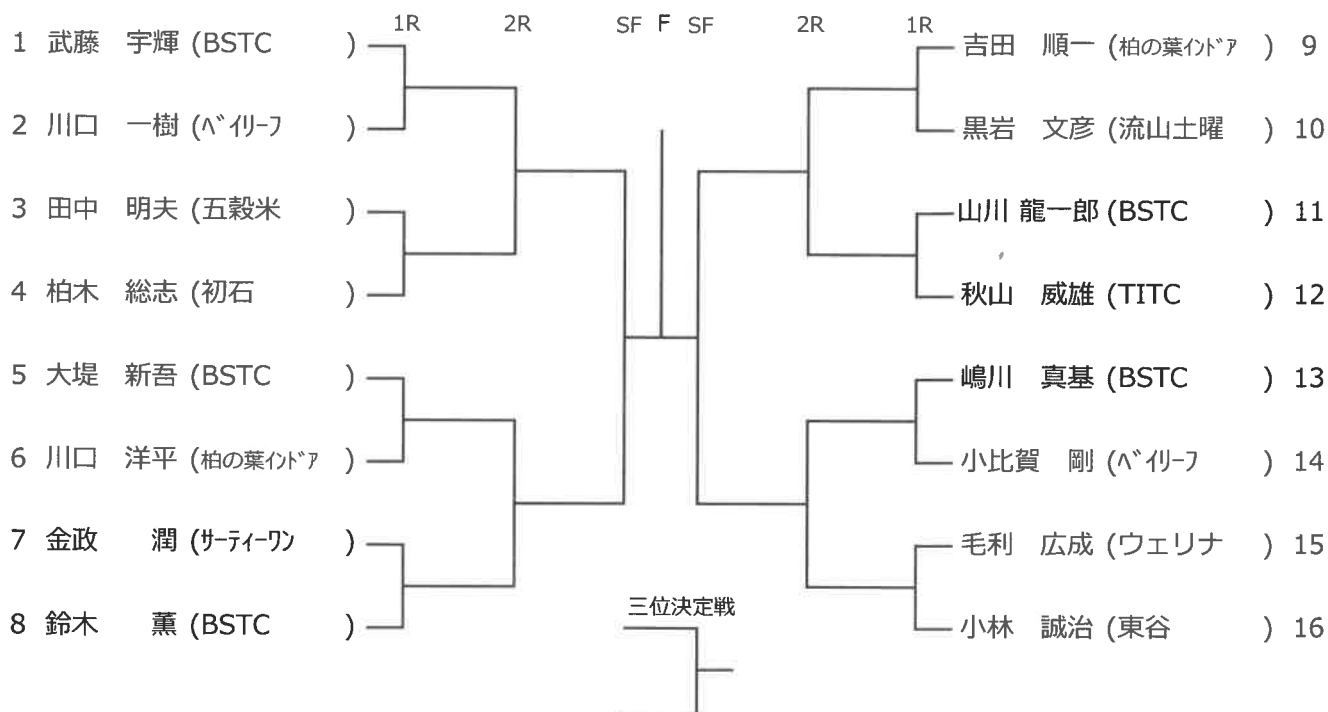 1R 2R SF F SF 2R 1R
1 武藤 宇輝 (BSTC )
2 川口 一樹 (ﾍﾞｲﾘｰﾌ )
3 田中 明夫 (五穀米 )
4 柏木 総志 (初石 )
5 大堤 新吾 (BSTC )
6 川口 洋平 (柏の葉ｲﾝﾄﾞｱ )
7 金政 潤 (ｻｰﾃｨｰﾜﾝ )
8 鈴木 薫 (BSTC )
吉田 順一 (柏の葉ｲﾝﾄﾞｱ ) 9
黒岩 文彦 (流山土曜 ) 10
山川 龍一郎 (BSTC ) 11
秋山 威雄 (TITC ) 12
嶋川 真基 (BSTC ) 13
小比賀 剛 (ﾍﾞｲﾘｰﾌ ) 14
毛利 広成 (ウェリナ ) 15
小林 誠治 (東谷 ) 16
三位決定戦